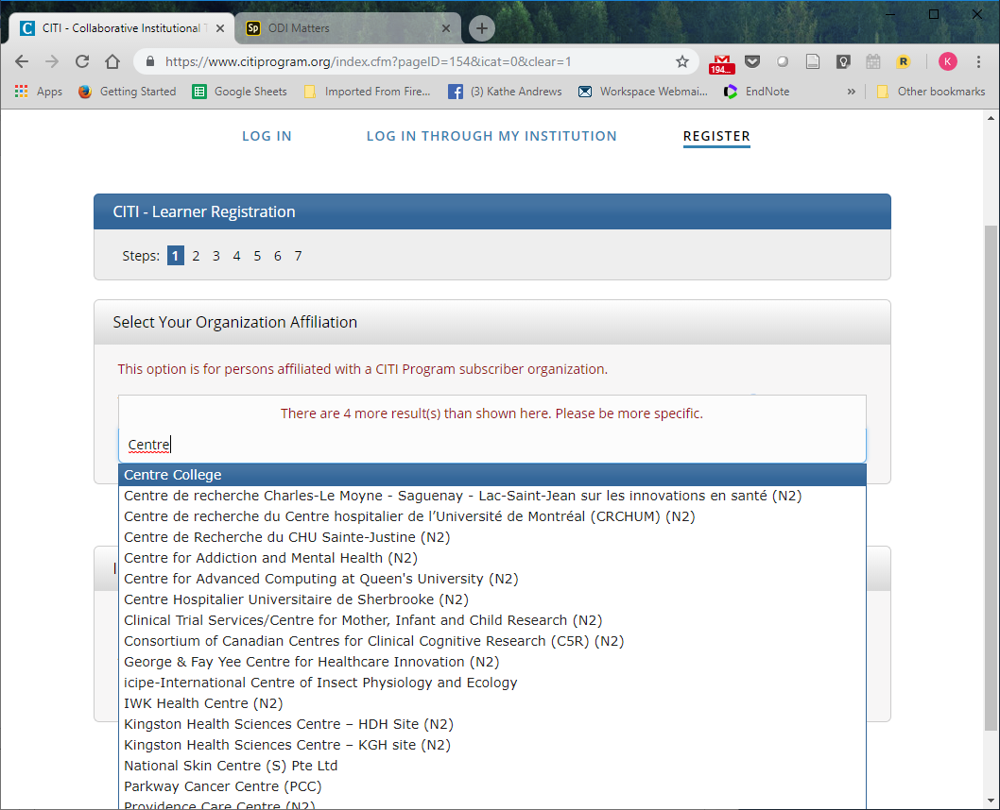 CITI - Collaborative Institutional T
ODI Matters
https://www.citiprogram.org/index.cfm?pageID=154&icat=0&clear=1
194...
R
K
Apps
Getting Started
Google Sheets
Imported From Fire...
(3) Kathe Andrews
Workspace Webmai...
EndNote
»
Other bookmarks
LOG IN
LOG IN THROUGH MY INSTITUTION
REGISTER
CITI - Learner Registration
Steps: 1 2 3 4 5 6 7
Select Your Organization Affiliation
This option is for persons affiliated with a CITI Program subscriber organization.
There are 4 more result(s) than shown here. Please be more specific.
Centre
Centre College
Centre de recherche Charles-Le Moyne - Saguenay - Lac-Saint-Jean sur les innovations en santé (N2)
Centre de recherche du Centre hospitalier de l’Université de Montréal (CRCHUM) (N2)
Centre de Recherche du CHU Sainte-Justine (N2)
Centre for Addiction and Mental Health (N2)
Centre for Advanced Computing at Queen's University (N2)
Centre Hospitalier Universitaire de Sherbrooke (N2)
Clinical Trial Services/Centre for Mother, Infant and Child Research (N2)
Consortium of Canadian Centres for Clinical Cognitive Research (C5R) (N2)
George & Fay Yee Centre for Healthcare Innovation (N2)
icipe-International Centre of Insect Physiology and Ecology
IWK Health Centre (N2)
Kingston Health Sciences Centre – HDH Site (N2)
Kingston Health Sciences Centre – KGH site (N2)
National Skin Centre (S) Pte Ltd
Parkway Cancer Centre (PCC)
Providence Care Centre (N2)